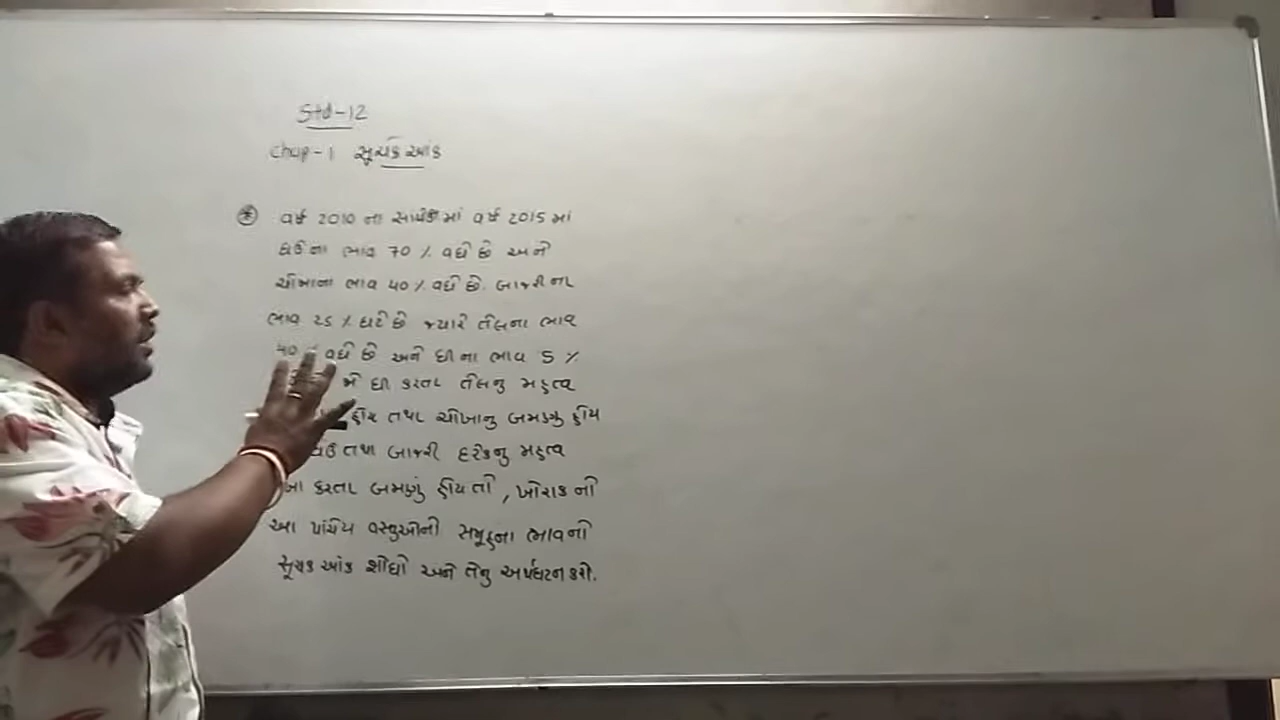 Std-12
Chap-1 સૂચક આંક
* વર્ષ 2010 ના સાપેક્ષમાં વર્ષ 2015 માં
ઘઉંના ભાવ 70 % વધે છે અને
ચોખાના ભાવ 40 % વધે છે. બાજરીના
ભાવ 25 % ઘટે છે જ્યારે તેલના ભાવ
40 % વધે છે અને ઘી ના ભાવ 5 %
ઘી કરતા તેલનુ મહત્વ
હોય તથા ચોખાનુ બમણુ હોય
તથા બાજરી દરેકનુ મહત્વ
કરતા બમણું હોય તો , ખોરાક ની
આ પાંચેય વસ્તુઓની સમૂહના ભાવનો
સૂચક આંક શોધો અને તેનુ અર્થઘટન કરો.